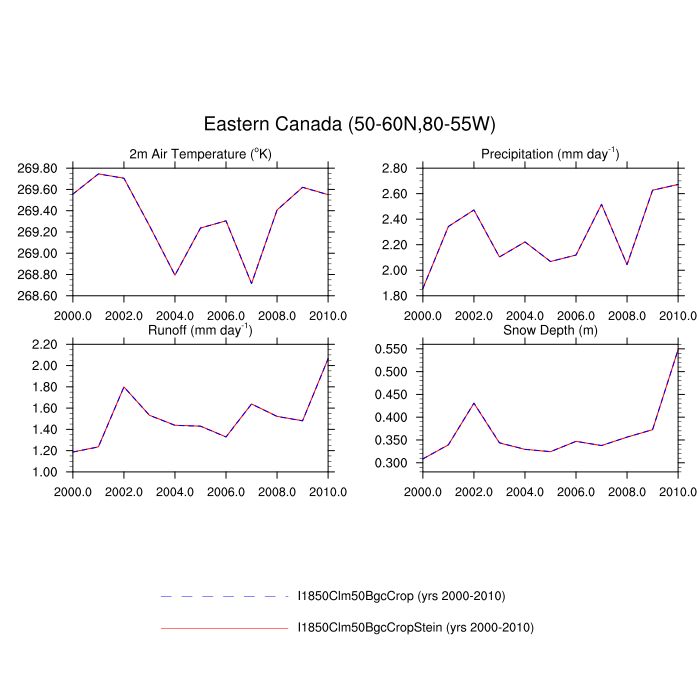 Eastern Canada (50-60N,80-55W)
2m Air Temperature (°K)
269.80
269.60
269.40
269.20
269.00
268.80
268.60
2000.0 2002.0 2004.0 2006.0 2008.0 2010.0
Precipitation (mm day⁻¹)
2.80
2.60
2.40
2.20
2.00
1.80
2000.0 2002.0 2004.0 2006.0 2008.0 2010.0
Runoff (mm day⁻¹)
2.20
2.00
1.80
1.60
1.40
1.20
1.00
2000.0 2002.0 2004.0 2006.0 2008.0 2010.0
Snow Depth (m)
0.550
0.500
0.450
0.400
0.350
0.300
2000.0 2002.0 2004.0 2006.0 2008.0 2010.0
I1850Clm50BgcCrop (yrs 2000-2010)
I1850Clm50BgcCropStein (yrs 2000-2010)